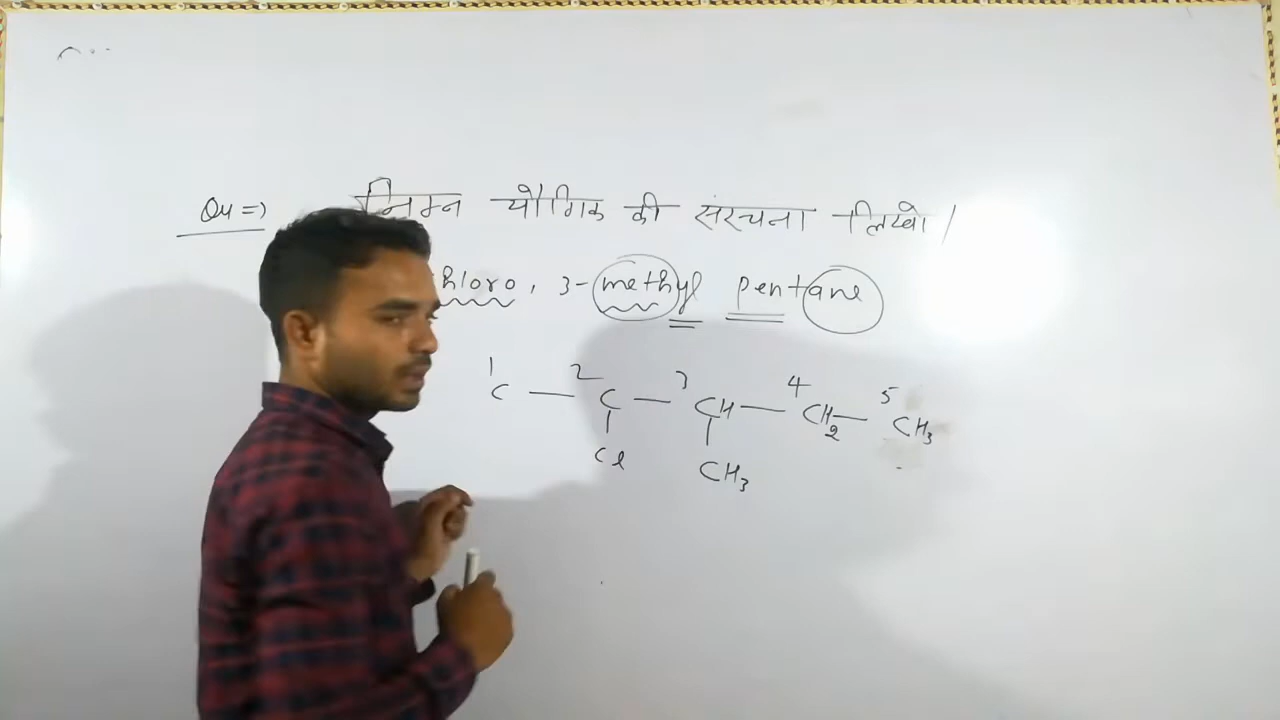 Qu ⇒ निम्न यौगिक की संरचना लिखो।
hloro, 3-methyl pentane
1 2 3 4 5
C — C — CH — CH₂ — CH₃
Cl CH₃